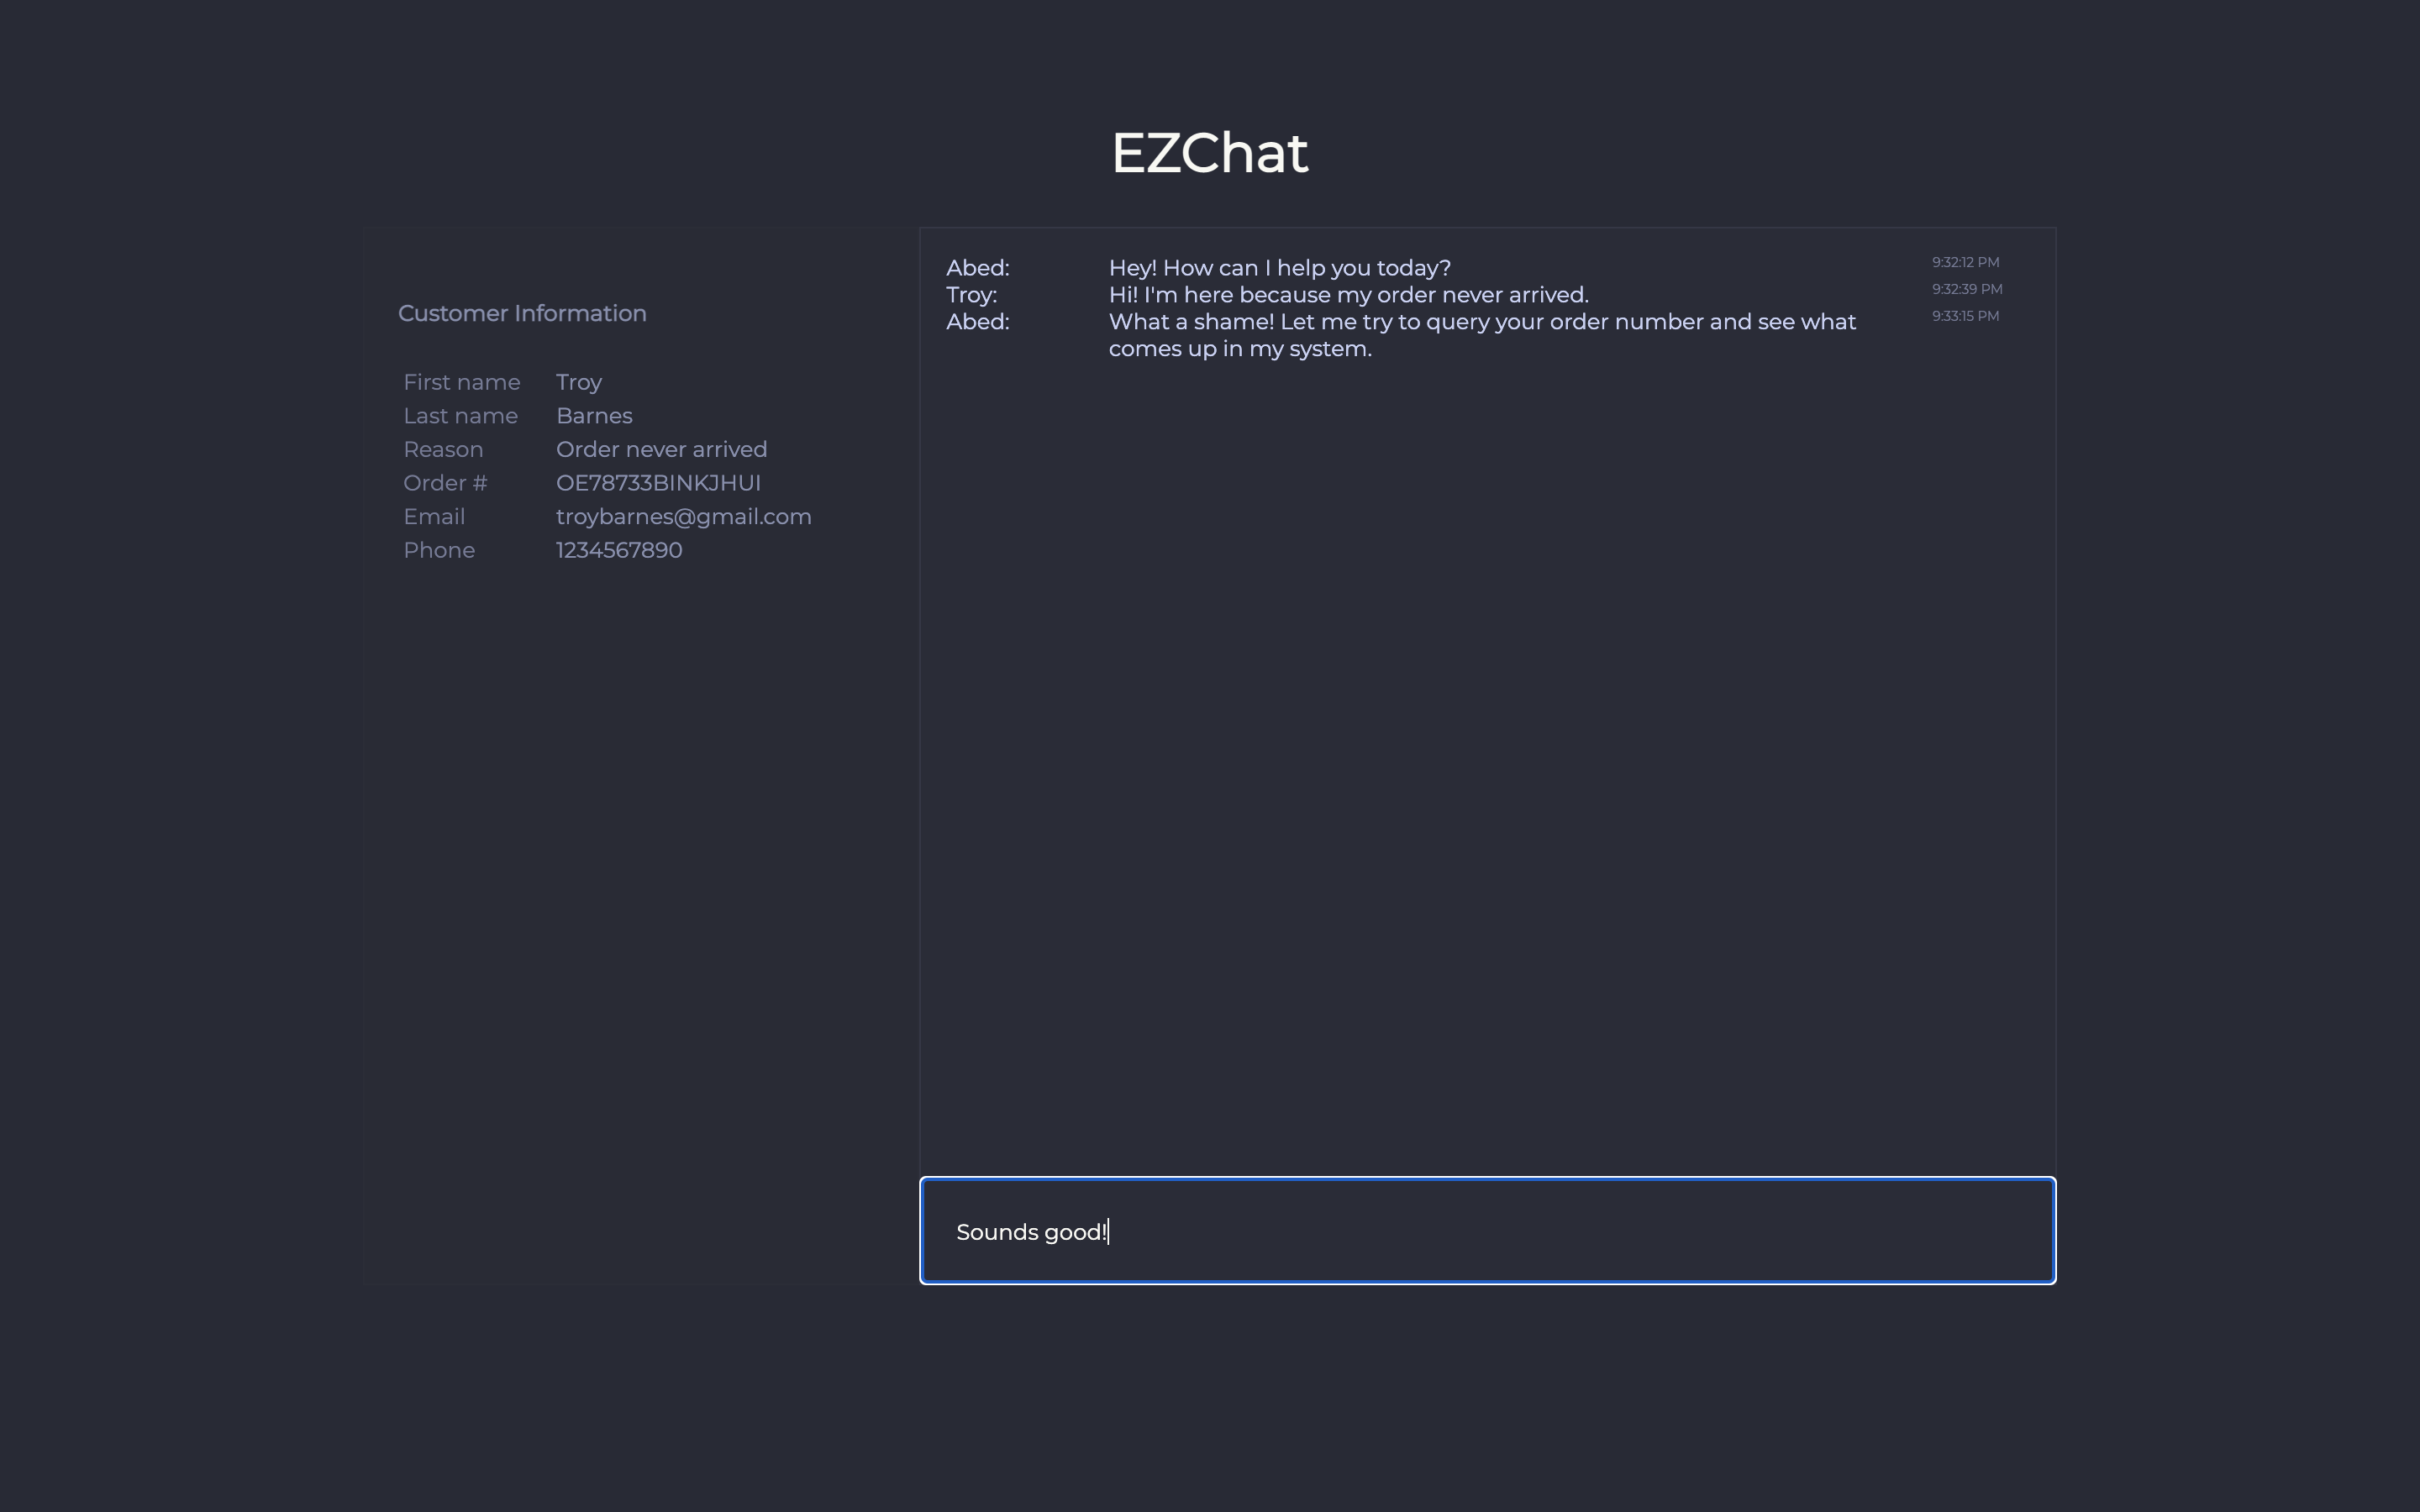 EZChat
Customer Information
First name Troy
Last name Barnes
Reason Order never arrived
Order # OE78733BINKJHUI
Email troybarnes@gmail.com
Phone 1234567890
Abed: Hey! How can I help you today? 9:32:12 PM
Troy: Hi! I'm here because my order never arrived. 9:32:39 PM
Abed: What a shame! Let me try to query your order number and see what 9:33:15 PM
comes up in my system.
Sounds good!